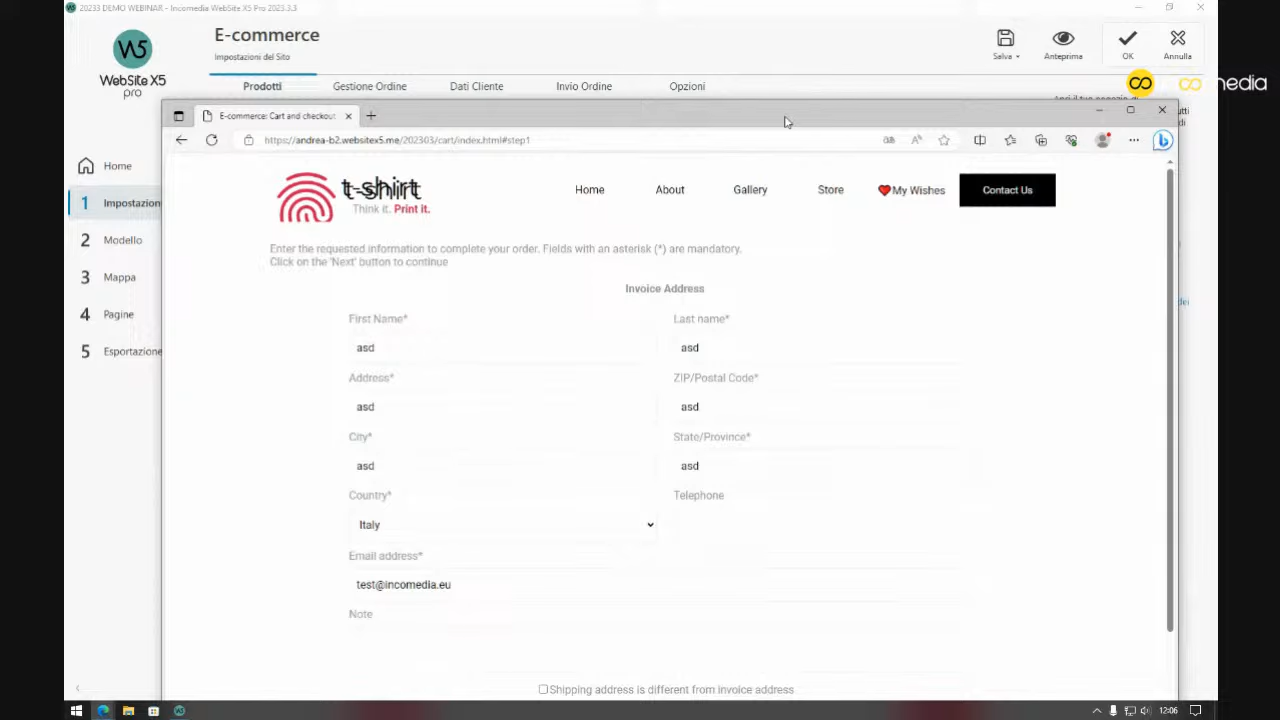 20233 DEMO WEBINAR - Incomedia WebSite X5 Pro 2023.3.3
W5
WebSite X5
pro
E-commerce
Impostazioni del Sito
Salva
Anteprima
OK
Annulla
Prodotti
Gestione Ordine
Dati Cliente
Invio Ordine
Opzioni
media
E-commerce: Cart and checkout
https://andrea-b2.websitex5.me/202303/cart/index.html#step1
Home
1 Impostazion
2 Modello
3 Mappa
4 Pagine
5 Esportazione
t-shirt
Think it. Print it.
Home
About
Gallery
Store
My Wishes
Contact Us
Enter the requested information to complete your order. Fields with an asterisk (*) are mandatory.
Click on the 'Next' button to continue
Invoice Address
First Name*
Last name*
asd
asd
Address*
ZIP/Postal Code*
asd
asd
City*
State/Province*
asd
asd
Country*
Telephone
Italy
Email address*
test@incomedia.eu
Note
Shipping address is different from invoice address
12:06